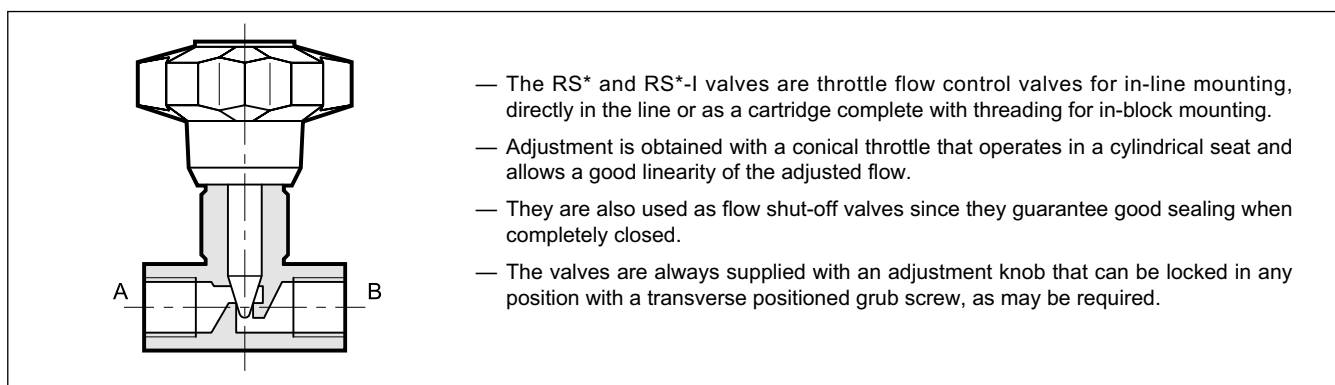 A
B
— The RS* and RS*-I valves are throttle flow control valves for in-line mounting,
directly in the line or as a cartridge complete with threading for in-block mounting.
— Adjustment is obtained with a conical throttle that operates in a cylindrical seat and
allows a good linearity of the adjusted flow.
— They are also used as flow shut-off valves since they guarantee good sealing when
completely closed.
— The valves are always supplied with an adjustment knob that can be locked in any
position with a transverse positioned grub screw, as may be required.